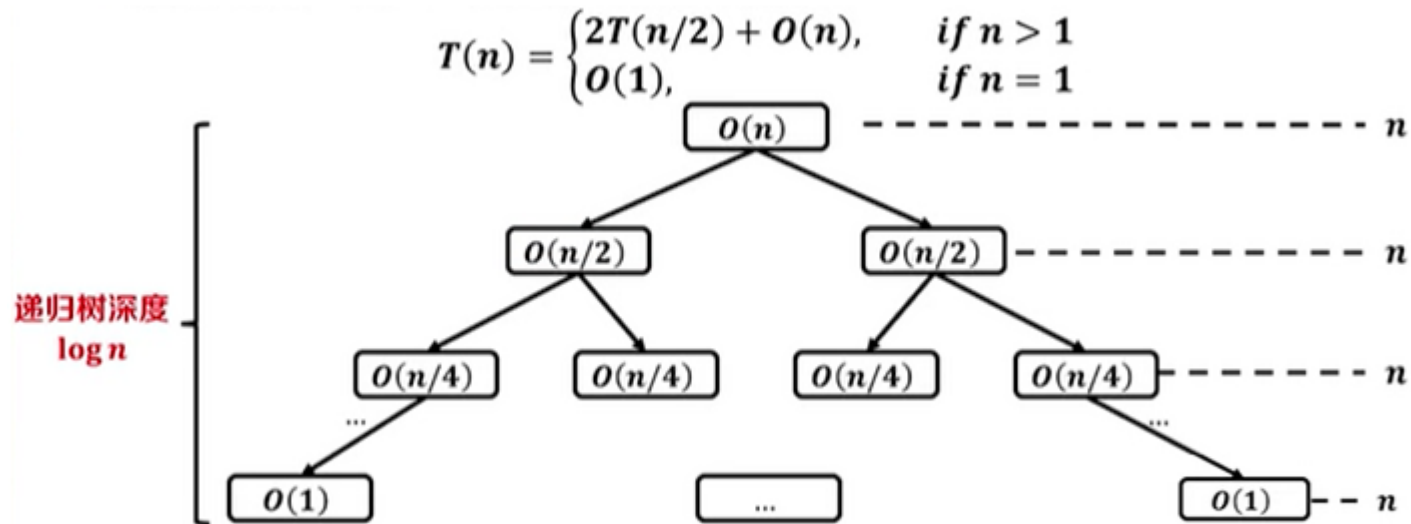 T(n) = {2T(n/2) + O(n), if n > 1
O(1), if n = 1
O(n) n
O(n/2) O(n/2) n
递归树深度
log n
O(n/4) O(n/4) O(n/4) O(n/4) n
... ...
O(1) ... O(1) n